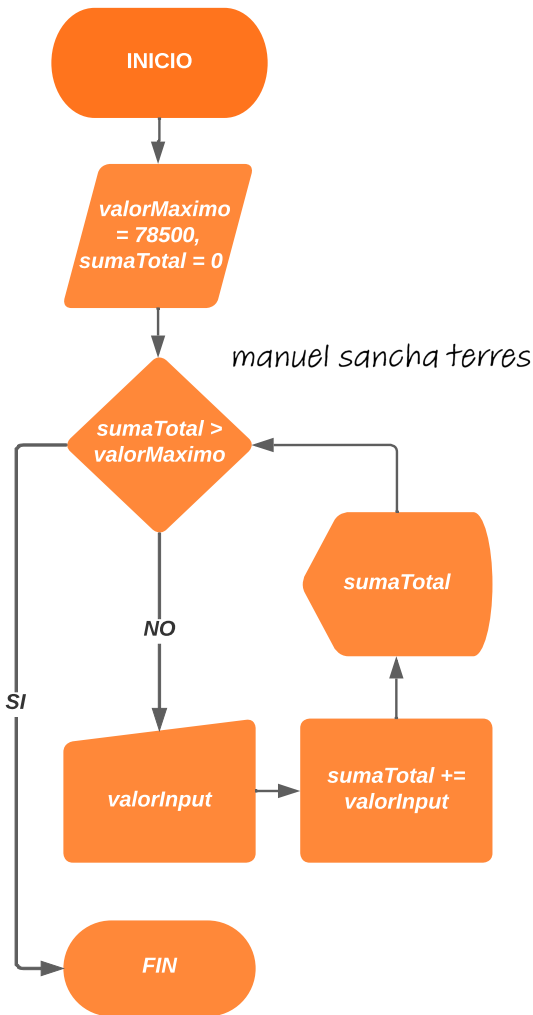 INICIO
valorMaximo
= 78500,
sumaTotal = 0
manuel sancha terres
sumaTotal >
valorMaximo
sumaTotal
NO
SI
valorInput
sumaTotal +=
valorInput
FIN